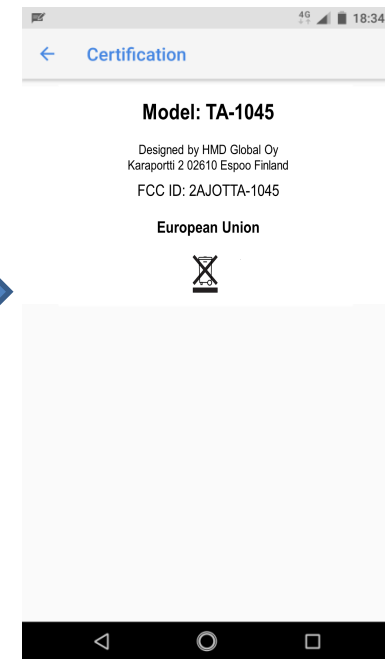 4G 18:34
Certification
Model: TA-1045
Designed by HMD Global Oy
Karaportti 2 02610 Espoo Finland
FCC ID: 2AJOTTA-1045
European Union